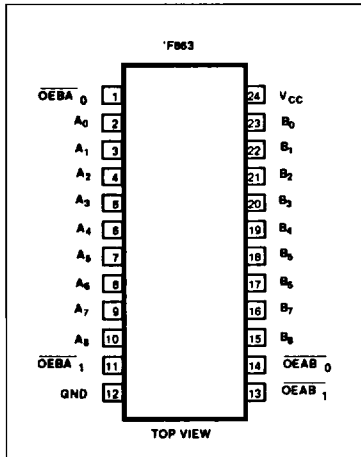 'F863
OEBA 0 1 24 VCC
A0 2 23 B0
A1 3 22 B1
A2 4 21 B2
A3 5 20 B3
A4 6 19 B4
A5 7 18 B5
A6 8 17 B6
A7 9 16 B7
A8 10 15 B8
OEBA 1 11 14 OEAB 0
GND 12 13 OEAB 1
TOP VIEW